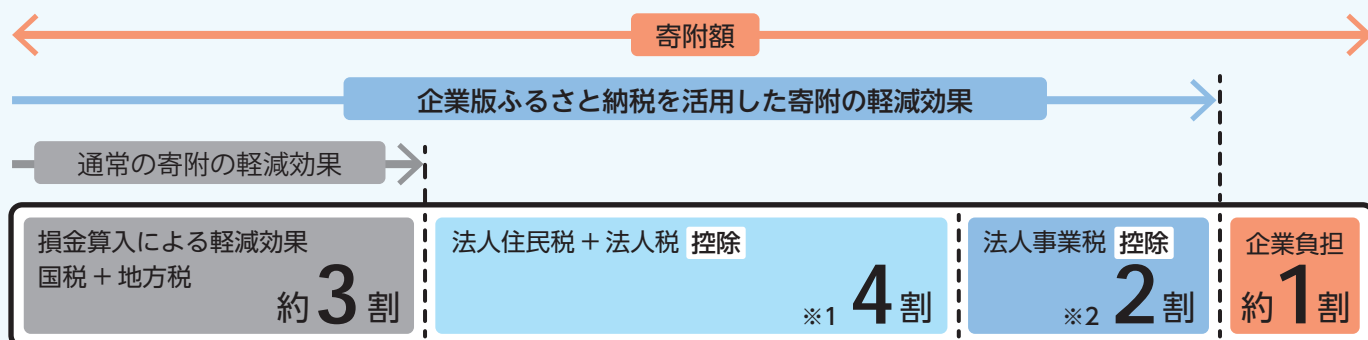 寄附額
企業版ふるさと納税を活用した寄附の軽減効果
通常の寄附の軽減効果
損金算入による軽減効果
国税＋地方税
約3割
法人住民税＋法人税 控除
※1 4割
法人事業税 控除
※2 2割
企業負担
約1割